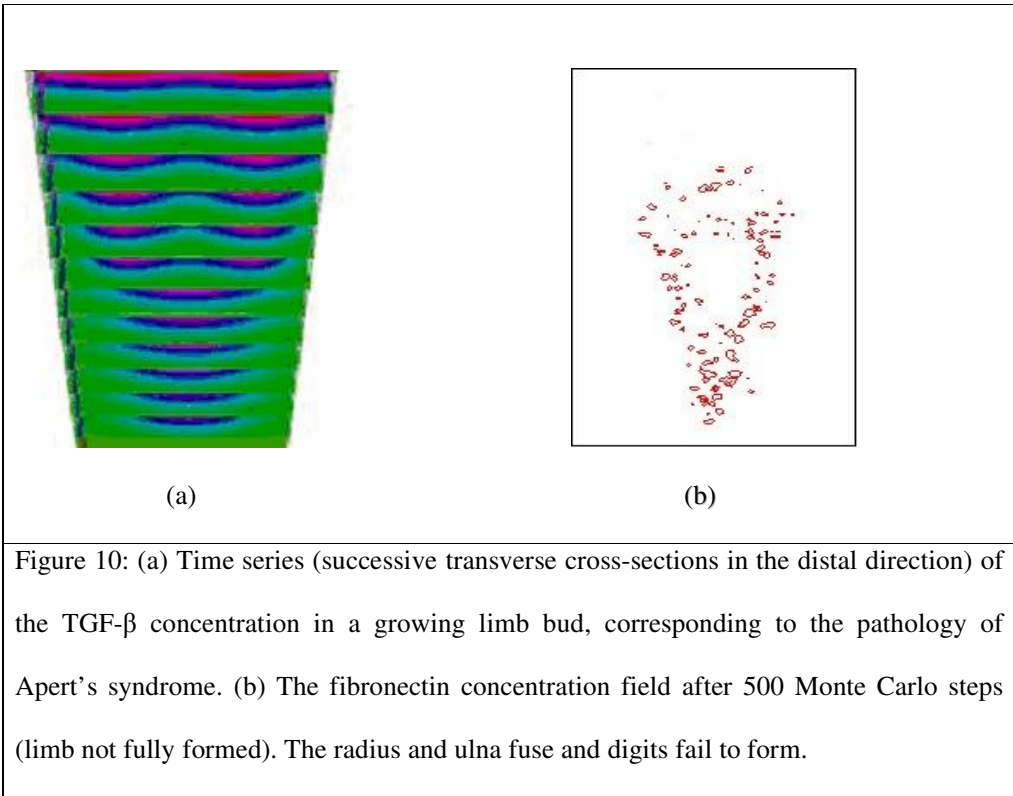 (a) (b)
Figure 10: (a) Time series (successive transverse cross-sections in the distal direction) of
the TGF-β concentration in a growing limb bud, corresponding to the pathology of
Apert's syndrome. (b) The fibronectin concentration field after 500 Monte Carlo steps
(limb not fully formed). The radius and ulna fuse and digits fail to form.